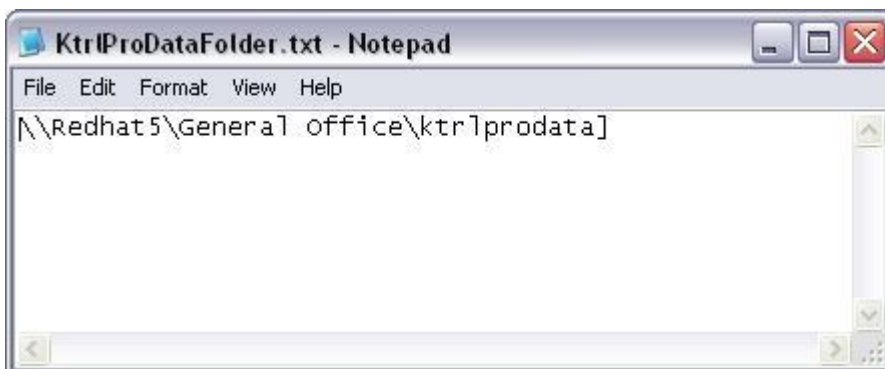 KtrlProDataFolder.txt - Notepad
File Edit Format View Help
\\Redhat5\General Office\ktrlprodata]